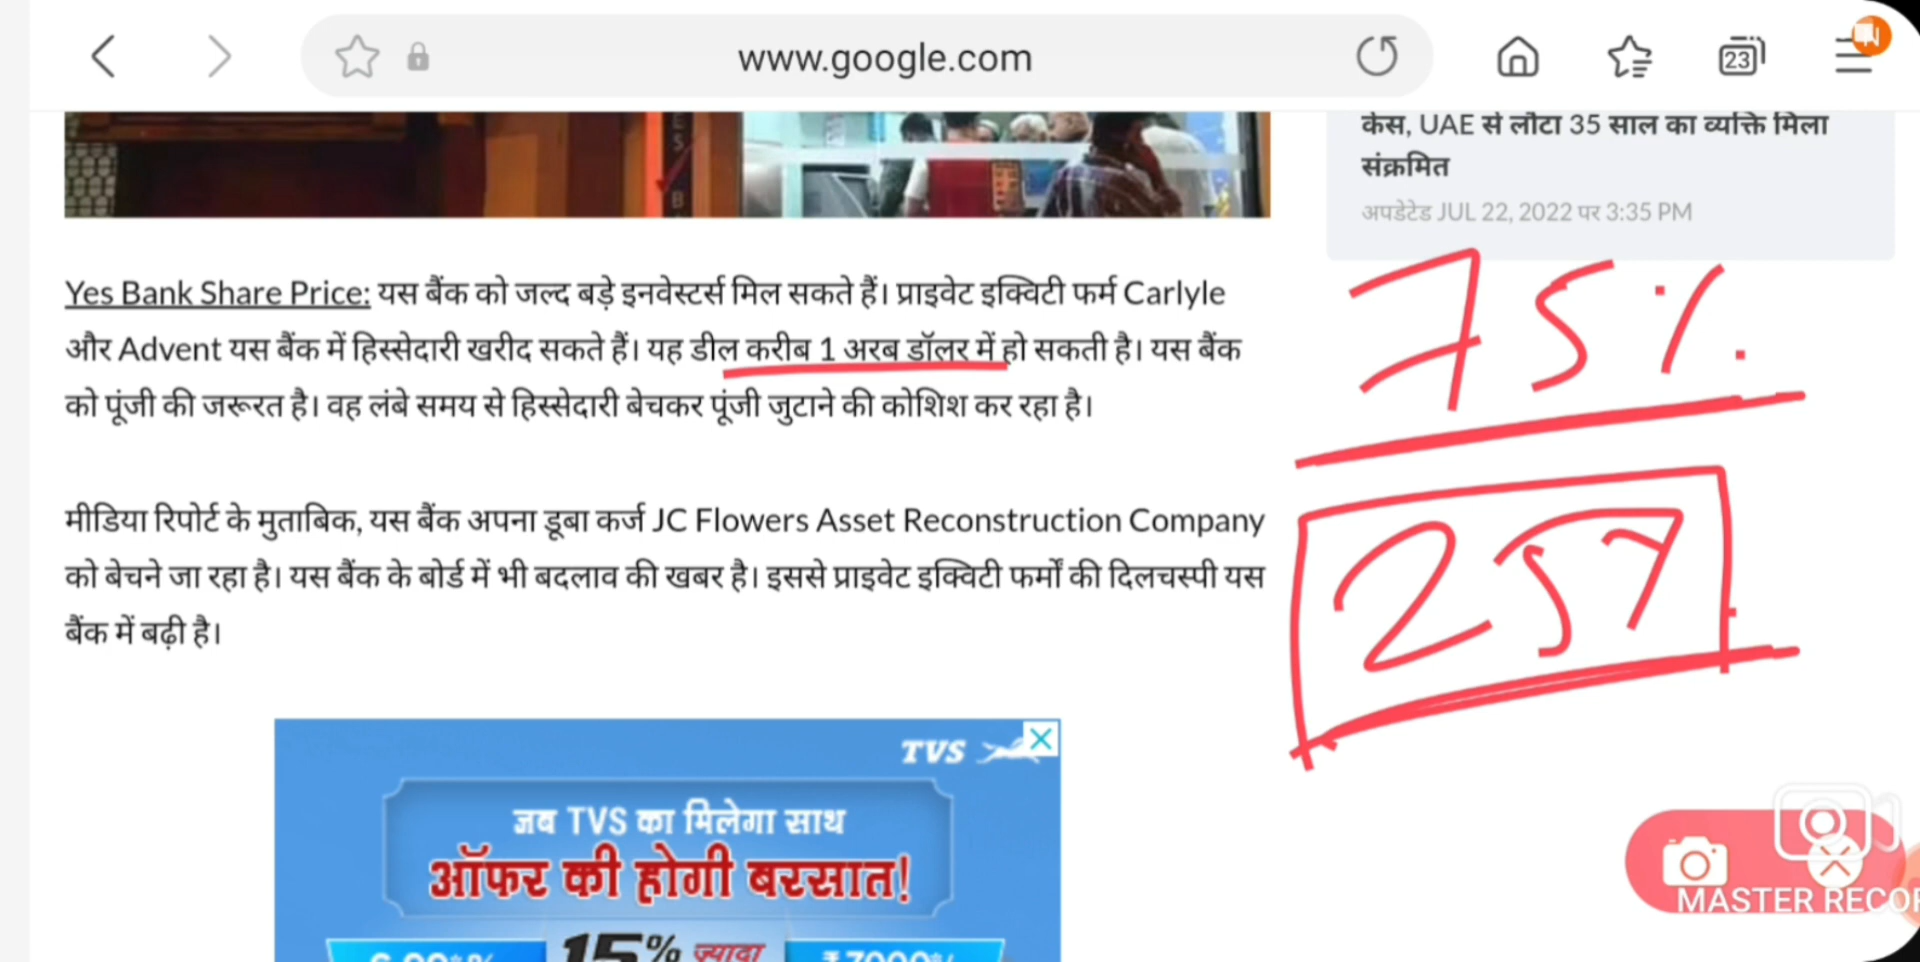 www.google.com
23
केस, UAE से लौटा 35 साल का व्यक्ति मिला
संक्रमित
अपडेटेड JUL 22, 2022 पर 3:35 PM
Yes Bank Share Price: यस बैंक को जल्द बड़े इनवेस्टर्स मिल सकते हैं। प्राइवेट इक्विटी फर्म Carlyle
और Advent यस बैंक में हिस्सेदारी खरीद सकते हैं। यह डील करीब 1 अरब डॉलर में हो सकती है। यस बैंक
को पूंजी की जरूरत है। वह लंबे समय से हिस्सेदारी बेचकर पूंजी जुटाने की कोशिश कर रहा है।
75%
मीडिया रिपोर्ट के मुताबिक, यस बैंक अपना डूबा कर्ज JC Flowers Asset Reconstruction Company
को बेचने जा रहा है। यस बैंक के बोर्ड में भी बदलाव की खबर है। इससे प्राइवेट इक्विटी फर्मों की दिलचस्पी यस
बैंक में बढ़ी है।
TVS
जब TVS का मिलेगा साथ
ऑफर की होगी बरसात!
15% ज़्यादा
MASTER RECOR